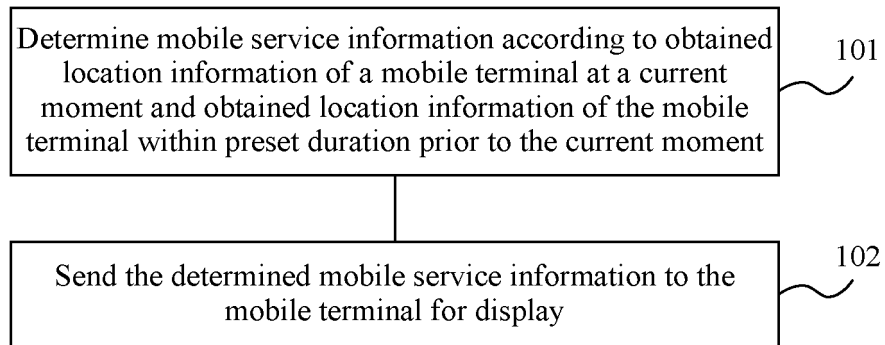 Determine mobile service information according to obtained
location information of a mobile terminal at a current
moment and obtained location information of the mobile
terminal within preset duration prior to the current moment
101
Send the determined mobile service information to the
mobile terminal for display
102